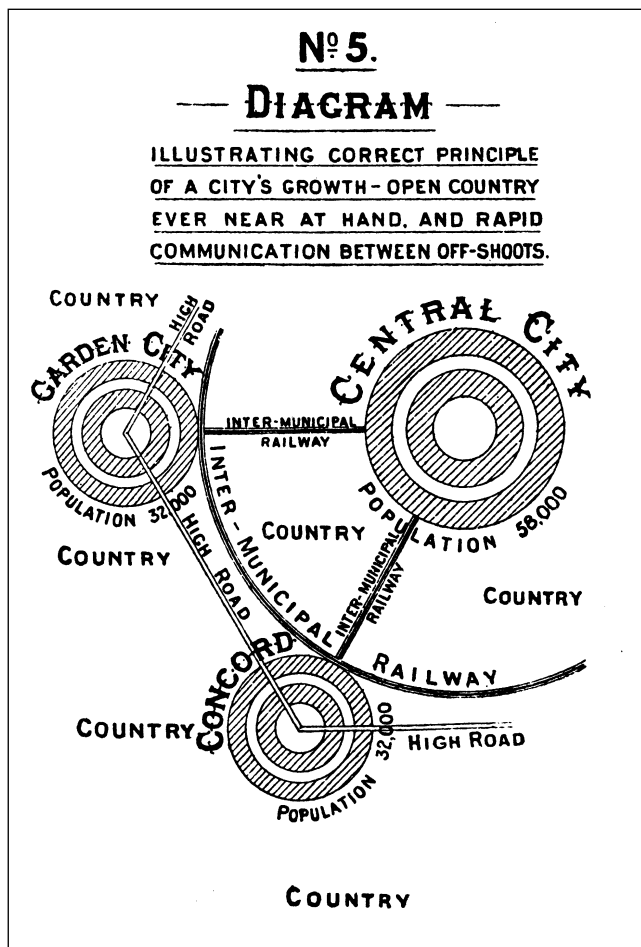 Nº 5.
DIAGRAM
ILLUSTRATING CORRECT PRINCIPLE
OF A CITY'S GROWTH - OPEN COUNTRY
EVER NEAR AT HAND, AND RAPID
COMMUNICATION BETWEEN OFF-SHOOTS.
COUNTRY
HIGH
ROAD
GARDEN CITY
CENTRAL CITY
INTER-MUNICIPAL
RAILWAY
POPULATION 32,000
POPULATION 58,000
INTER-MUNICIPAL RAILWAY
COUNTRY
HIGH ROAD
COUNTRY
INTER-MUNICIPAL
RAILWAY
COUNTRY
CONCORD
COUNTRY
HIGH ROAD
POPULATION 32,000
COUNTRY